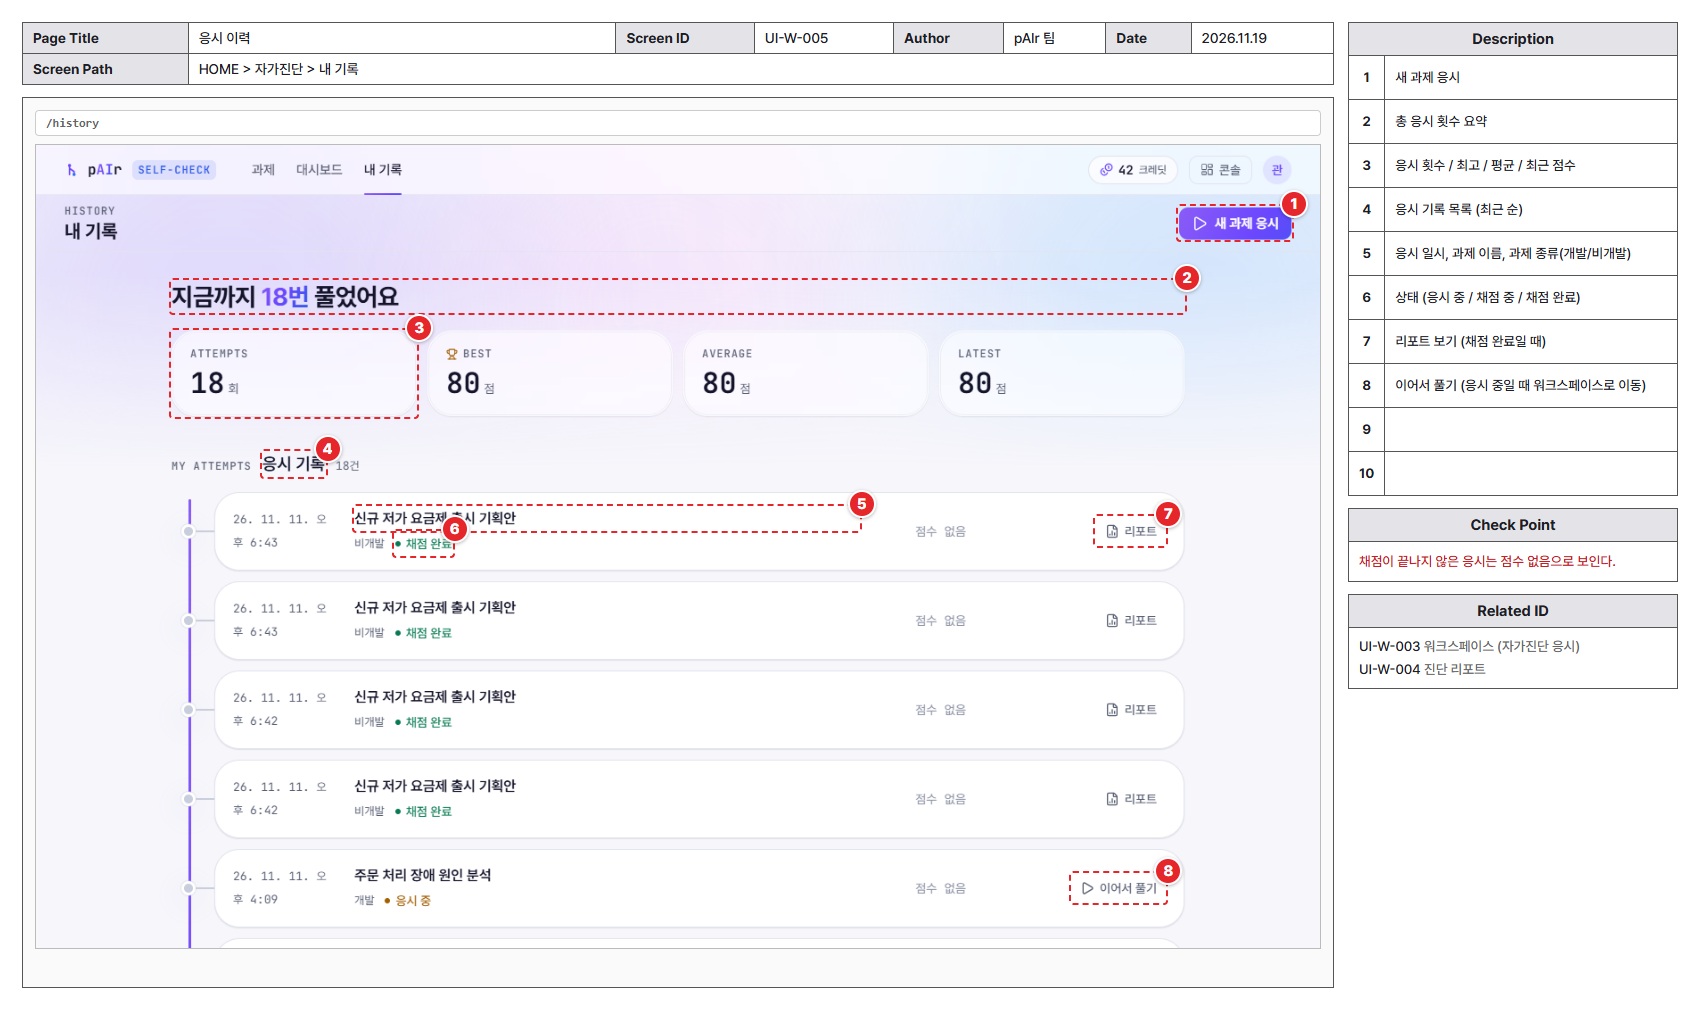 Page Title 응시 이력 Screen ID UI-W-005 Author pAIr 팀 Date 2026.11.19
Screen Path HOME > 자가진단 > 내 기록
/history
pAIr SELF-CHECK 과제 대시보드 내 기록 42 크레딧 콘솔 관
HISTORY
내 기록
새 과제 응시 1
지금까지 18번 풀었어요 2
3
ATTEMPTS
18 회
BEST
80 점
AVERAGE
80 점
LATEST
80 점
MY ATTEMPTS 응시 기록 4 18건
26. 11. 11. 오
후 6:43
신규 저가 요금제 출시 기획안 5
비개발 채점 완료 6
점수 없음
리포트 7
26. 11. 11. 오
후 6:43
신규 저가 요금제 출시 기획안
비개발 채점 완료
점수 없음
리포트
26. 11. 11. 오
후 6:42
신규 저가 요금제 출시 기획안
비개발 채점 완료
점수 없음
리포트
26. 11. 11. 오
후 6:42
신규 저가 요금제 출시 기획안
비개발 채점 완료
점수 없음
리포트
26. 11. 11. 오
후 4:09
주문 처리 장애 원인 분석
개발 응시 중
점수 없음
이어서 풀기 8
Description
1 새 과제 응시
2 총 응시 횟수 요약
3 응시 횟수 / 최고 / 평균 / 최근 점수
4 응시 기록 목록 (최근 순)
5 응시 일시, 과제 이름, 과제 종류(개발/비개발)
6 상태 (응시 중 / 채점 중 / 채점 완료)
7 리포트 보기 (채점 완료일 때)
8 이어서 풀기 (응시 중일 때 워크스페이스로 이동)
9
10
Check Point
채점이 끝나지 않은 응시는 점수 없음으로 보인다.
Related ID
UI-W-003 워크스페이스 (자가진단 응시)
UI-W-004 진단 리포트